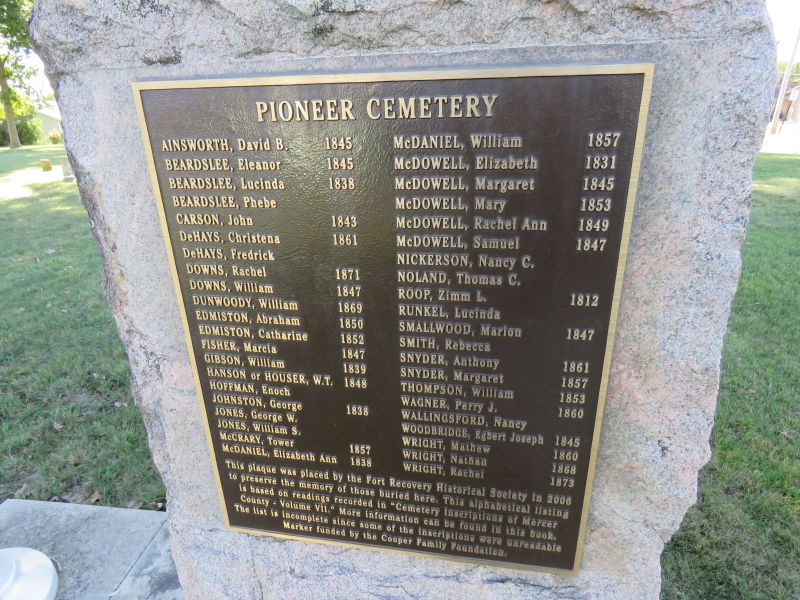 PIONEER CEMETERY
AINSWORTH, David B. 1845
BEARDSLEE, Eleanor 1845
BEARDSLEE, Lucinda 1838
BEARDSLEE, Phebe
CARSON, John 1843
DeHAYS, Christena 1861
DeHAYS, Fredrick
DOWNS, Rachel 1871
DOWNS, William 1847
DUNWOODY, William 1869
EDMISTON, Abraham 1850
EDMISTON, Catharine 1852
FISHER, Marcia 1847
GIBSON, William 1839
HANSON or HOUSER, W.T. 1848
HOFFMAN, Enoch
JOHNSTON, George 1838
JONES, George W.
JONES, William S.
McCRARY, Tower 1857
McDANIEL, Elizabeth Ann 1838
McDANIEL, William 1857
McDOWELL, Elizabeth 1831
McDOWELL, Margaret 1845
McDOWELL, Mary 1853
McDOWELL, Rachel Ann 1849
McDOWELL, Samuel 1847
NICKERSON, Nancy C.
NOLAND, Thomas C.
ROOP, Zimm L. 1812
RUNKEL, Lucinda
SMALLWOOD, Marion 1847
SMITH, Rebecca
SNYDER, Anthony 1861
SNYDER, Margaret 1857
THOMPSON, William 1853
WAGNER, Perry J. 1860
WALLINGSFORD, Nancy
WOODBRIDGE, Egbert Joseph 1845
WRIGHT, Mathew 1860
WRIGHT, Nathan 1868
WRIGHT, Rachel 1873
This plaque was placed by the Fort Recovery Historical Society in 2006
to preserve the memory of those buried here. This alphabetical listing
is based on readings recorded in "Cemetery Inscriptions of Mercer
County - Volume VII." More information can be found in this book.
The list is incomplete since some of the inscriptions were unreadable
Marker funded by the Cooper Family Foundation.